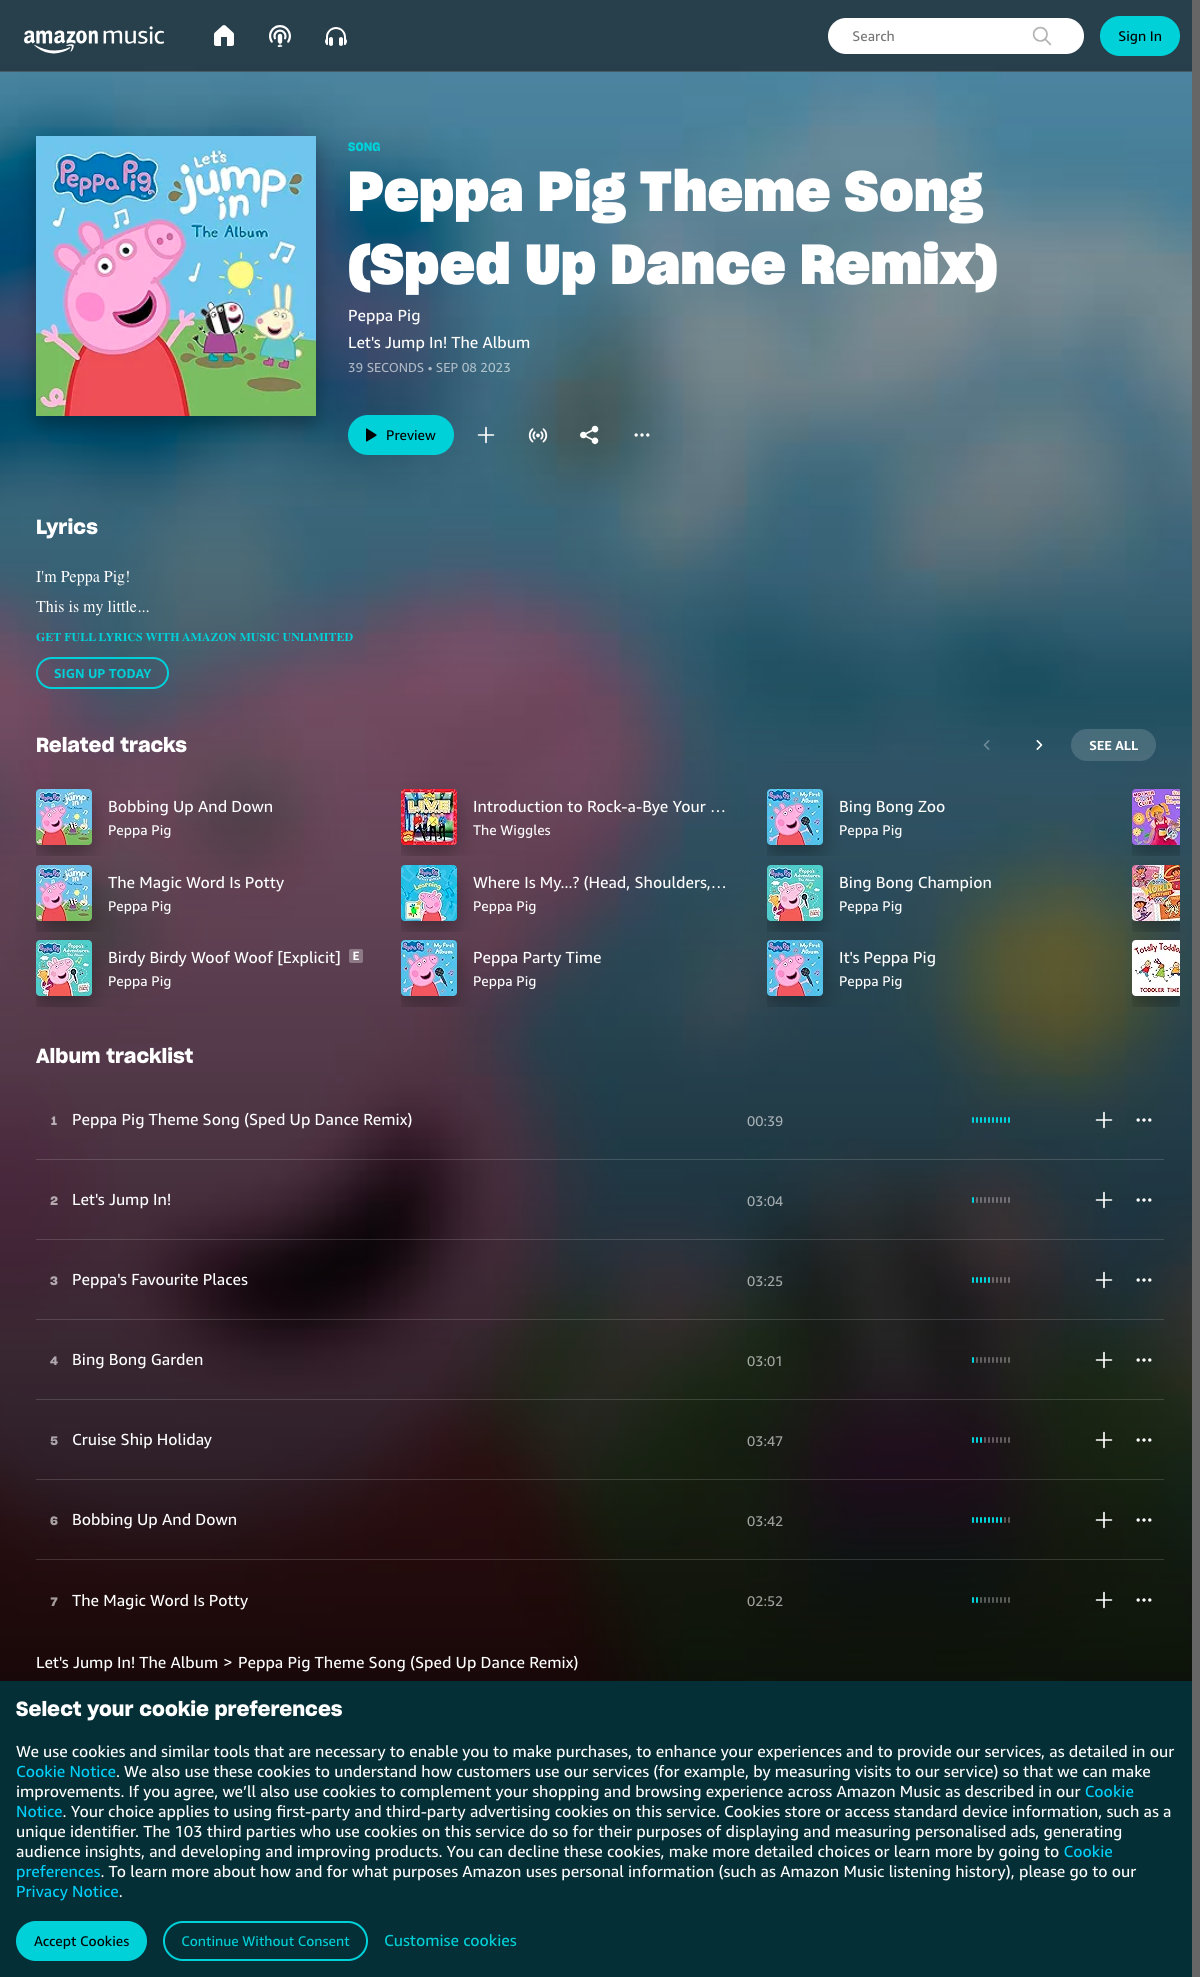 amazon music
Search
Sign In
Peppa Pig
Let's
jump
in
The Album
SONG
Peppa Pig Theme Song
(Sped Up Dance Remix)
Peppa Pig
Let's Jump In! The Album
39 SECONDS • SEP 08 2023
Preview
Lyrics
I'm Peppa Pig!
This is my little...
GET FULL LYRICS WITH AMAZON MUSIC UNLIMITED
SIGN UP TODAY
Related tracks
SEE ALL
Bobbing Up And Down
Peppa Pig
Introduction to Rock-a-Bye Your ...
The Wiggles
Bing Bong Zoo
Peppa Pig
The Magic Word Is Potty
Peppa Pig
Where Is My...? (Head, Shoulders,...
Peppa Pig
Bing Bong Champion
Peppa Pig
Birdy Birdy Woof Woof [Explicit] E
Peppa Pig
Peppa Party Time
Peppa Pig
It's Peppa Pig
Peppa Pig
Album tracklist
1 Peppa Pig Theme Song (Sped Up Dance Remix) 00:39
2 Let's Jump In! 03:04
3 Peppa's Favourite Places 03:25
4 Bing Bong Garden 03:01
5 Cruise Ship Holiday 03:47
6 Bobbing Up And Down 03:42
7 The Magic Word Is Potty 02:52
Let's Jump In! The Album > Peppa Pig Theme Song (Sped Up Dance Remix)
Select your cookie preferences
We use cookies and similar tools that are necessary to enable you to make purchases, to enhance your experiences and to provide our services, as detailed in our
Cookie Notice. We also use these cookies to understand how customers use our services (for example, by measuring visits to our service) so that we can make
improvements. If you agree, we’ll also use cookies to complement your shopping and browsing experience across Amazon Music as described in our Cookie
Notice. Your choice applies to using first-party and third-party advertising cookies on this service. Cookies store or access standard device information, such as a
unique identifier. The 103 third parties who use cookies on this service do so for their purposes of displaying and measuring personalised ads, generating
audience insights, and developing and improving products. You can decline these cookies, make more detailed choices or learn more by going to Cookie
preferences. To learn more about how and for what purposes Amazon uses personal information (such as Amazon Music listening history), please go to our
Privacy Notice.
Accept Cookies
Continue Without Consent
Customise cookies